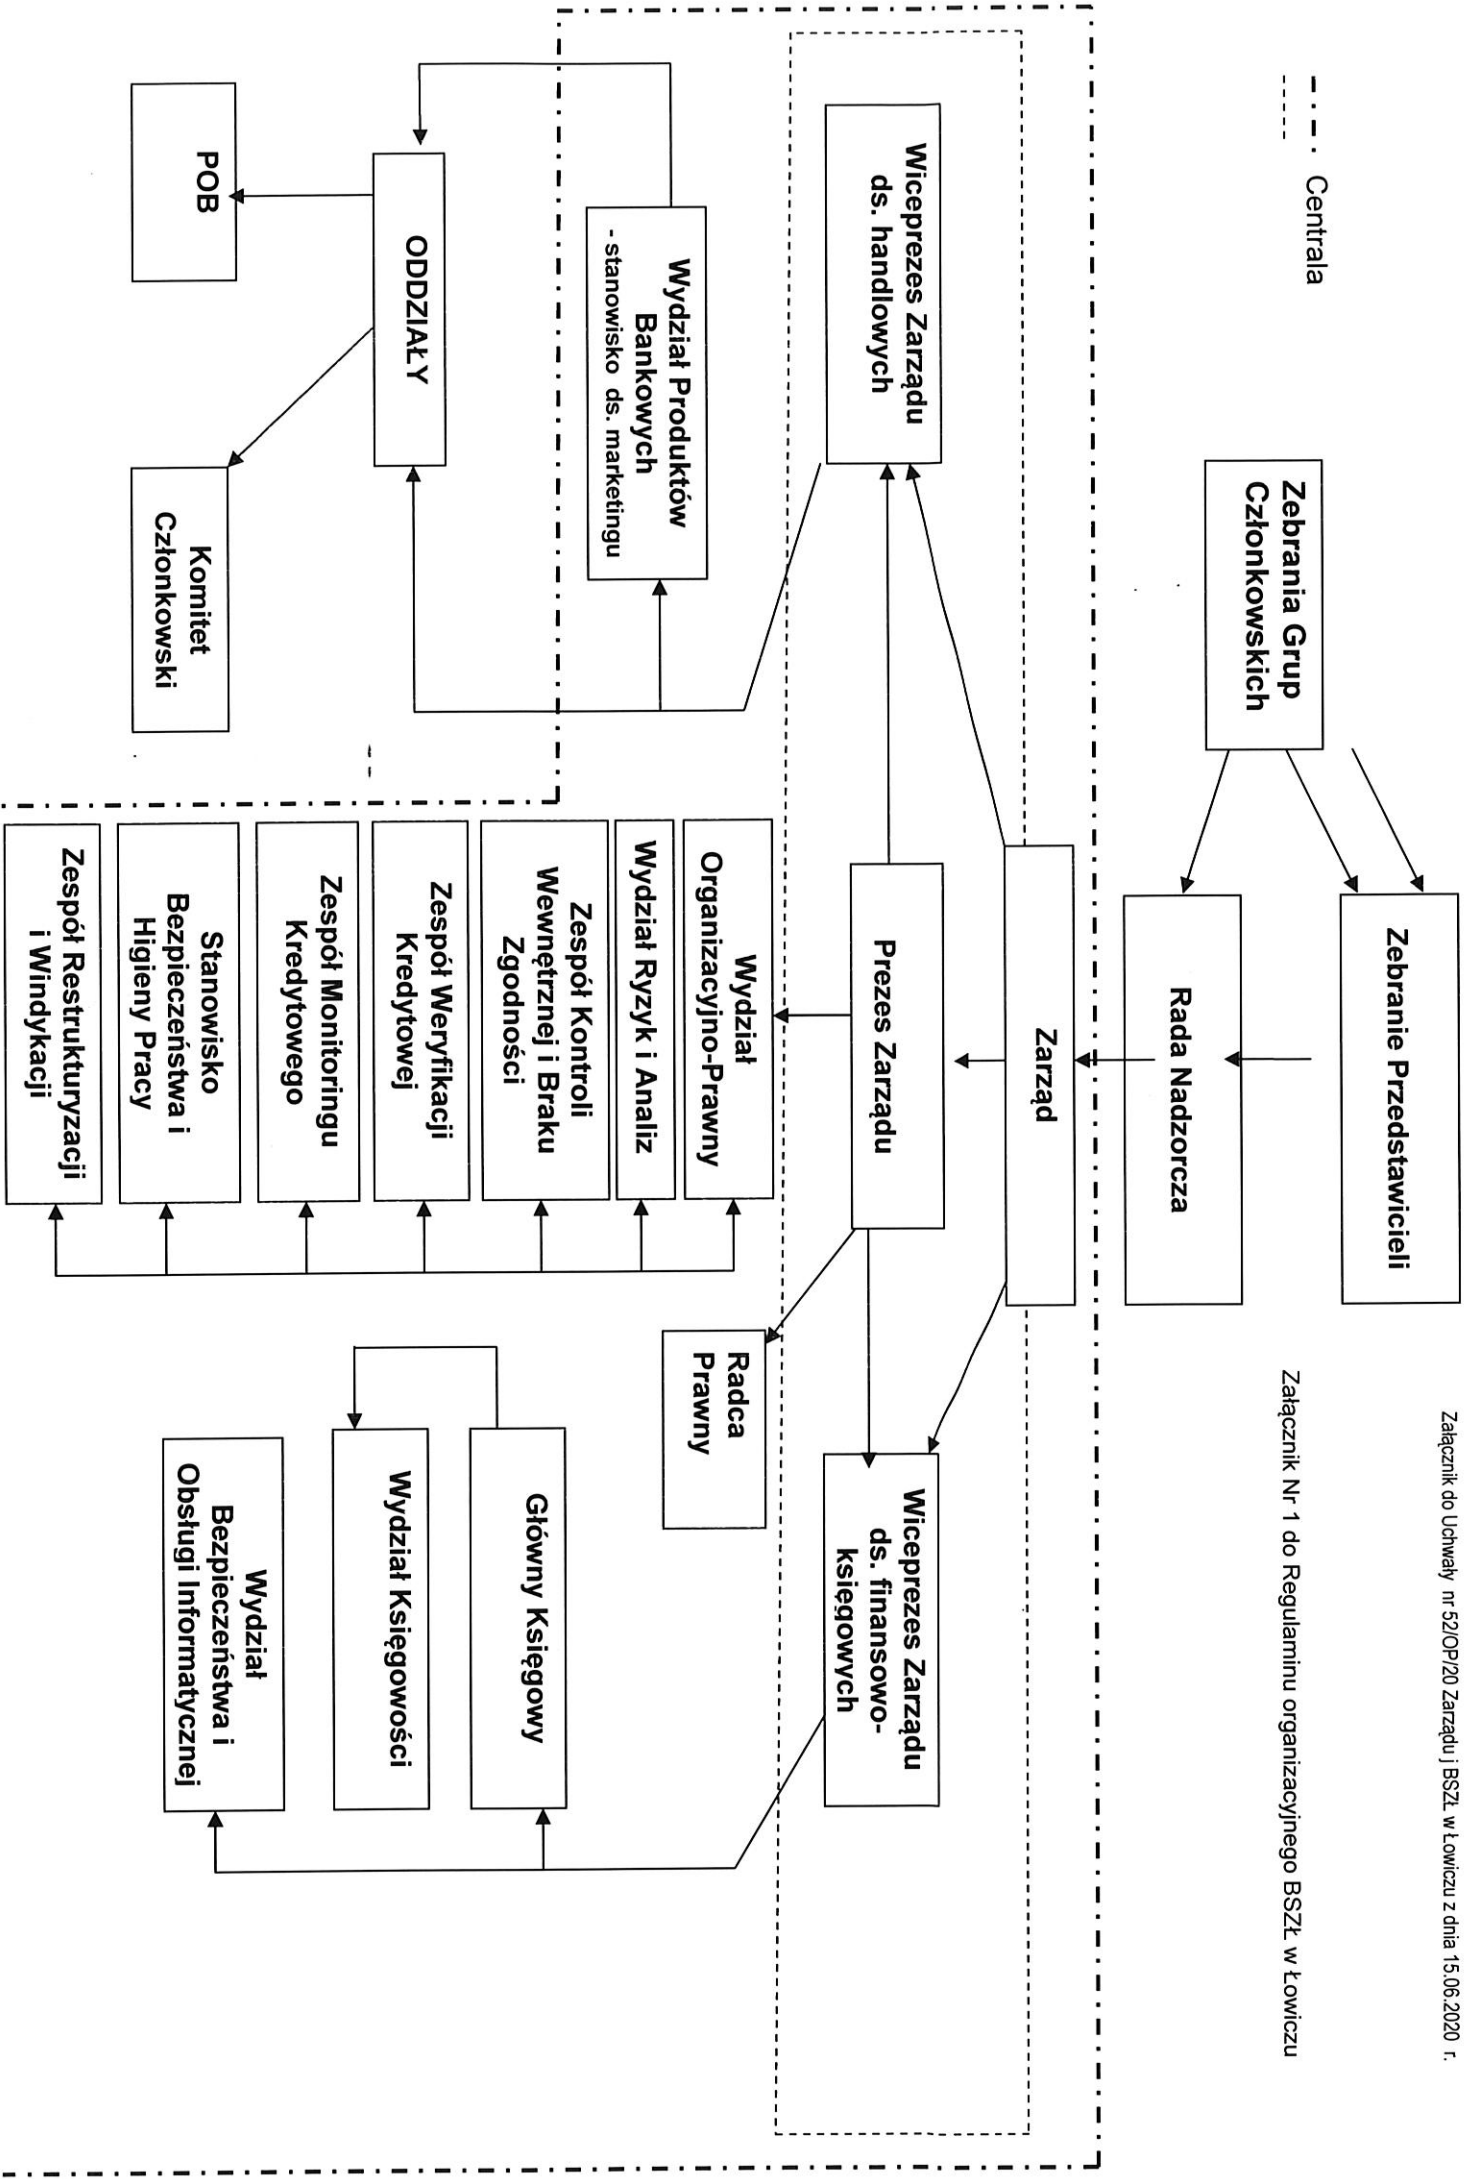 Załącznik do Uchwały nr 52/OP/20 Zarządu j BSZŁ w Łowiczu z dnia 15.06.2020 r.
Centrala
Załącznik Nr 1 do Regulaminu organizacyjnego BSZŁ w Łowiczu
Zebranie Przedstawicieli
Zebrania Grup
Członkowskich
Rada Nadzorcza
Zarząd
Wiceprezes Zarządu
ds. handlowych
Prezes Zarządu
Wiceprezes Zarządu
ds. finansowo-
księgowych
Wydział Produktów
Bankowych
- stanowisko ds. marketingu
Wydział
Organizacyjno-Prawny
Radca
Prawny
Wydział Ryzyk i Analiz
Zespół Kontroli
Wewnętrznej i Braku
Zgodności
Główny Księgowy
ODDZIAŁY
Zespół Weryfikacji
Kredytowej
Wydział Księgowości
Zespół Monitoringu
Kredytowego
POB
Komitet
Członkowski
Stanowisko
Bezpieczeństwa i
Higieny Pracy
Wydział
Bezpieczeństwa i
Obsługi Informatycznej
Zespół Restrukturyzacji
i Windykacji